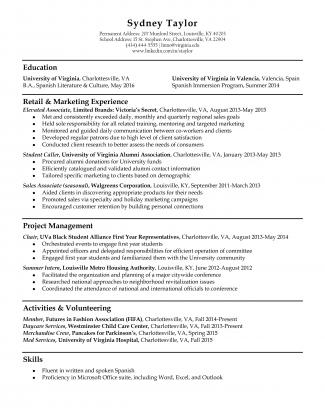 Sydney Taylor
Permanent Address: 201 Mumford Street, Louisville, KY 40203
School Address: 15 St. Stephen Ave, Charlottesville, VA 22904
(414) 444 5555 | hmo@virginia.edu
www.linkedin.com/in/staylor
Education
University of Virginia, Charlottesville, VA University of Virginia in Valencia, Valencia, Spain
B.A., Spanish Literature & Culture, May 2016 Spanish Immersion Program, Summer 2014
Retail & Marketing Experience
Elevated Associate, Limited Brands: Victoria's Secret, Charlottesville, VA, August 2013-May 2015
• Met and consistently exceeded daily, monthly and quarterly regional sales goals
• Held sole responsibility for all related training, mentoring and targeted marketing
• Monitored and guided daily communication between co-workers and clients
• Developed regular patrons due to high level of client satisfaction
• Conducted client research to better assess the needs of consumers
Student Caller, University of Virginia Alumni Association, Charlottesville, VA, January 2013-May 2013
• Procured alumni donations for University funds
• Efficiently maintained and updated alumni contact information
• Tailored specific marketing to clients based on demographic
Sales Associate (seasonal), Walgreens Corporation, Louisville, KY, September 2011-March 2013
• Aided clients in elevated associating appropriate products for their needs
• Promoted sales via specialty and holiday marketing campaigns
• Encouraged customer retention by building personal connections
Project Management
Chair, UVa Black Student Alliance First Year Representatives, Charlottesville, VA, August 2013-May 2014
• Orchestrated events to engage first year students
• Appointed officers and delegated responsibilities for efficient operation of committee
• Engaged first year students and familiarized them with the University community
Summer Intern, Louisville Metro Housing Authority, Louisville, KY, June 2012-August 2012
• Facilitated the organization and planning of a major citywide conference
• Researched national approaches to neighborhood revitalization issues
• Coordinated the attendance of national and international officials to conference
Activities & Volunteering
Member, Futures in Fashion Association (FIFA), Charlottesville, VA, Fall 2013-Present
Daycare Services, Westminster Child Care Center, Charlottesville, VA, Fall 2014-Present
Merchandise Crew, Pancakes for Parkinson's, Charlottesville, VA, Spring 2015
Med Services, University of Virginia Hospital, Charlottesville, VA, Fall 2015
Skills
• Fluent in written and spoken Spanish
• Proficiency in Microsoft Office suite, including Word, Excel, and Outlook